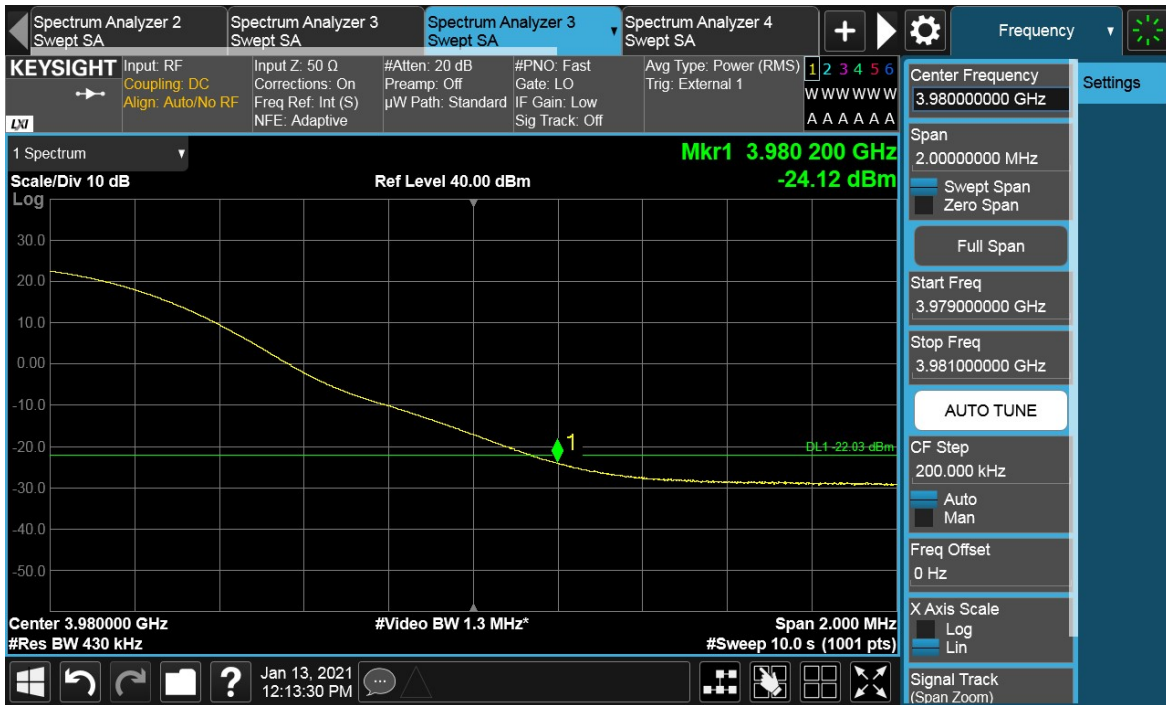 Spectrum Analyzer 2
Swept SA
Spectrum Analyzer 3
Swept SA
Spectrum Analyzer 3
Swept SA
Spectrum Analyzer 4
Swept SA
Frequency
KEYSIGHT
LXI
Input: RF
Coupling: DC
Align: Auto/No RF
Input Z: 50 Ω
Corrections: On
Freq Ref: Int (S)
NFE: Adaptive
#Atten: 20 dB
Preamp: Off
µW Path: Standard
#PNO: Fast
Gate: LO
IF Gain: Low
Sig Track: Off
Avg Type: Power (RMS)
Trig: External 1
1 2 3 4 5 6
W W W W W W
A A A A A A
1 Spectrum
Scale/Div 10 dB
Log
Ref Level 40.00 dBm
Mkr1 3.980 200 GHz
-24.12 dBm
30.0
20.0
10.0
0.00
-10.0
-20.0
-30.0
-40.0
-50.0
1
DL1 -22.03 dBm
Center 3.980000 GHz
#Res BW 430 kHz
#Video BW 1.3 MHz*
Span 2.000 MHz
#Sweep 10.0 s (1001 pts)
Jan 13, 2021
12:13:30 PM
Center Frequency
3.980000000 GHz
Settings
Span
2.00000000 MHz
Swept Span
Zero Span
Full Span
Start Freq
3.979000000 GHz
Stop Freq
3.981000000 GHz
AUTO TUNE
CF Step
200.000 kHz
Auto
Man
Freq Offset
0 Hz
X Axis Scale
Log
Lin
Signal Track
(Span Zoom)